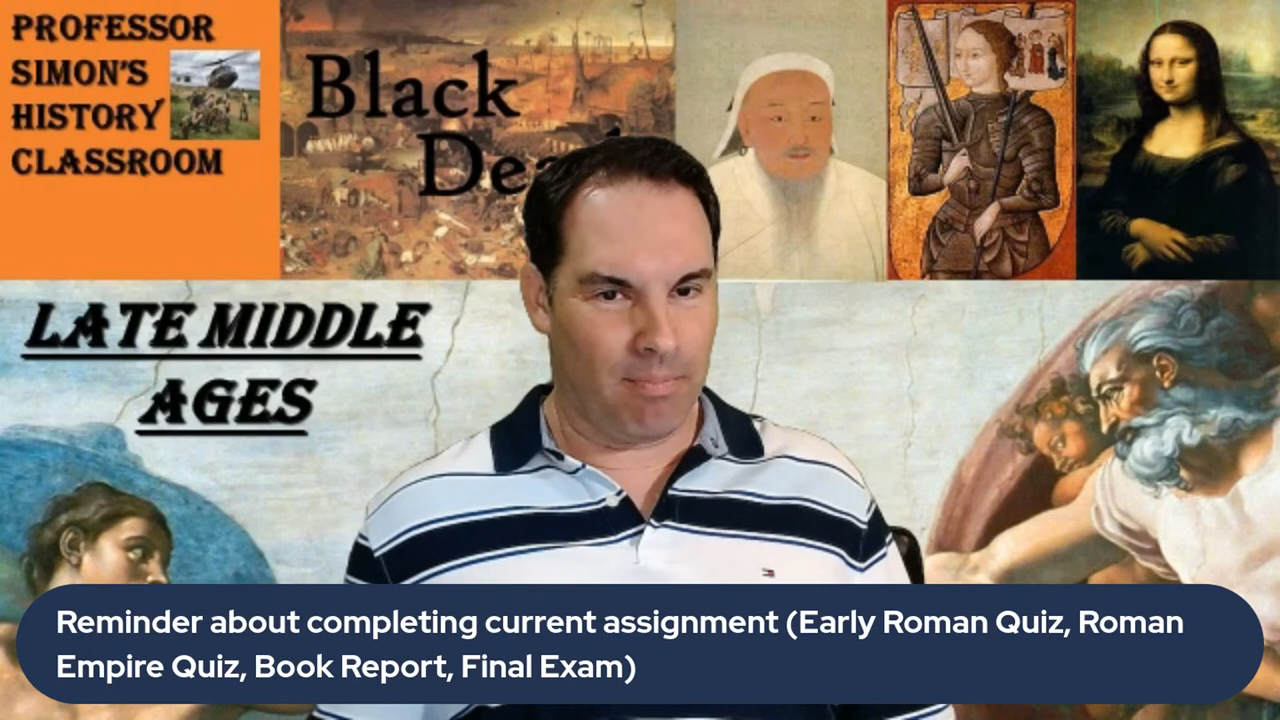 PROFESSOR
SIMON'S
HISTORY
CLASSROOM
Black
LATE MIDDLE
AGES
Reminder about completing current assignment (Early Roman Quiz, Roman
Empire Quiz, Book Report, Final Exam)